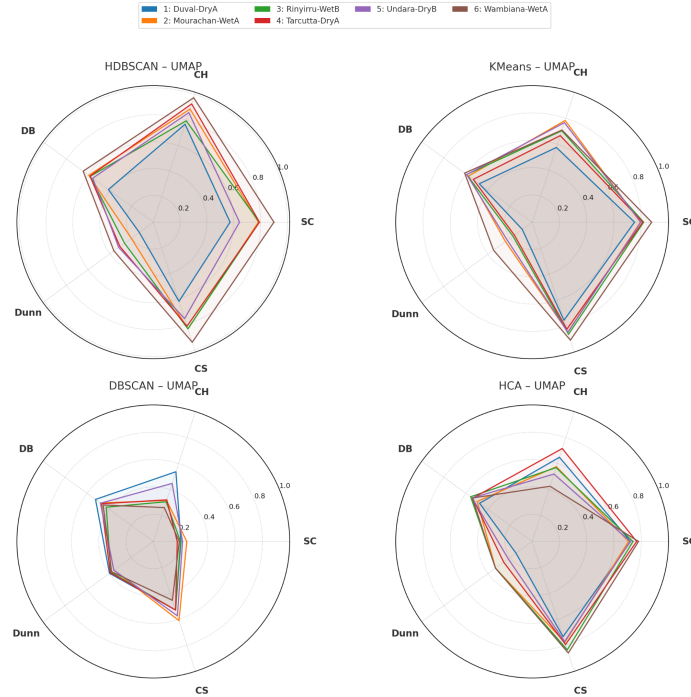 1: Duval-DryA 3: Rinyirru-WetB 5: Undara-DryB 6: Wambiana-WetA
2: Mourachan-WetA 4: Tarcutta-DryA
HDBSCAN – UMAP
CH
DB
1.0
0.8
0.4
0.2
SC
Dunn
CS
KMeans – UMAP
CH
DB
1.0
0.8
0.4
0.2
Dunn
CS
DBSCAN – UMAP
CH
DB
1.0
0.8
0.6
0.4
0.2
SC
Dunn
CS
HCA – UMAP
CH
DB
1.0
0.8
0.6
0.4
0.2
Dunn
CS